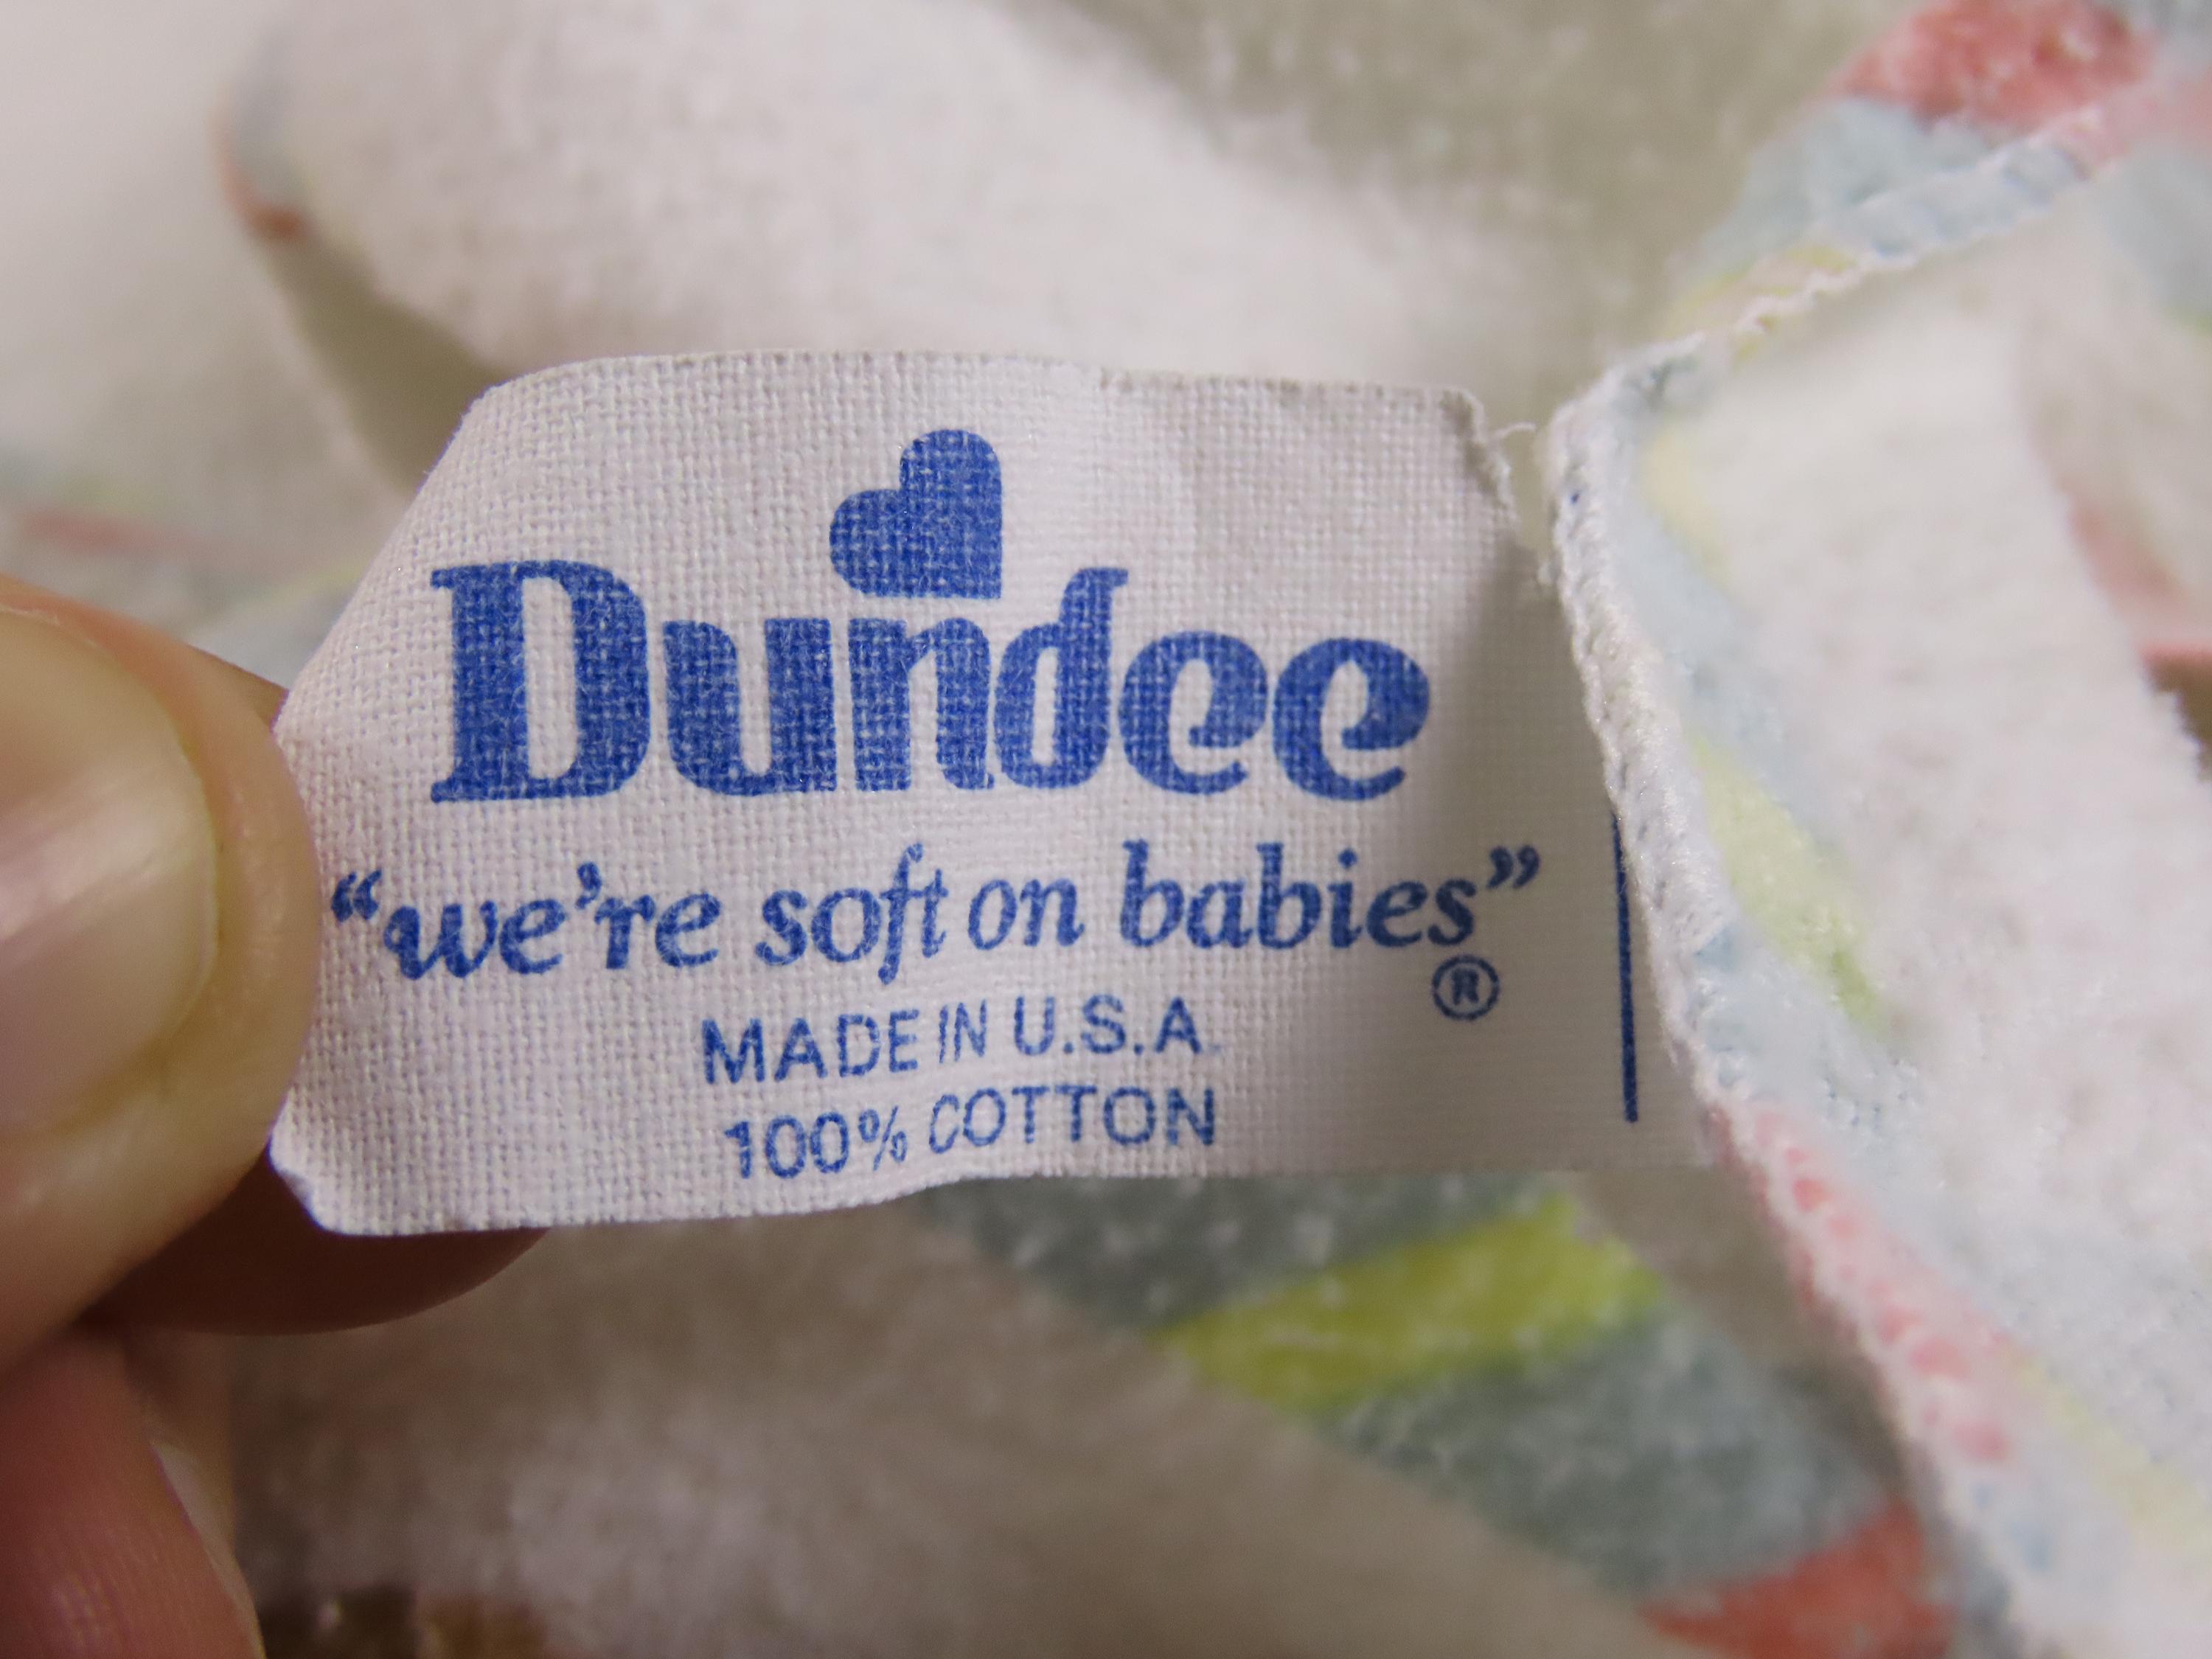 Dundee
“we’re soft on babies”
®
MADE IN U.S.A.
100% COTTON